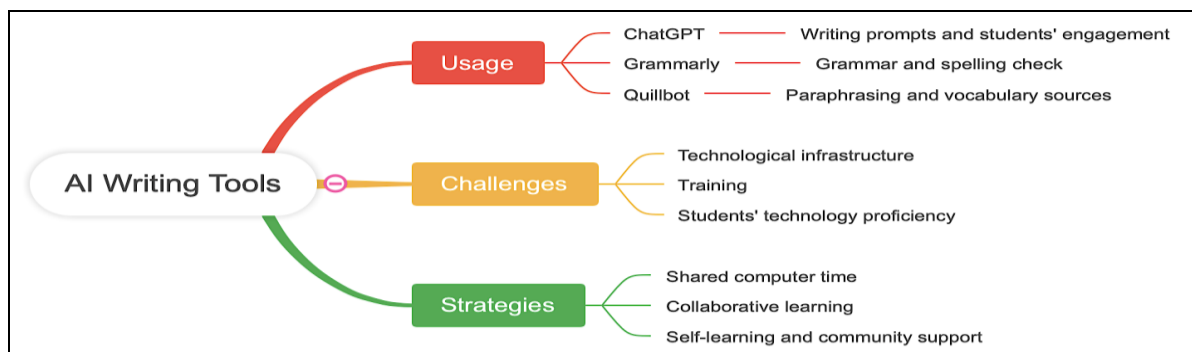 AI Writing Tools
Usage
ChatGPT
Writing prompts and students' engagement
Grammarly
Grammar and spelling check
Quillbot
Paraphrasing and vocabulary sources
Challenges
Technological infrastructure
Training
Students' technology proficiency
Strategies
Shared computer time
Collaborative learning
Self-learning and community support